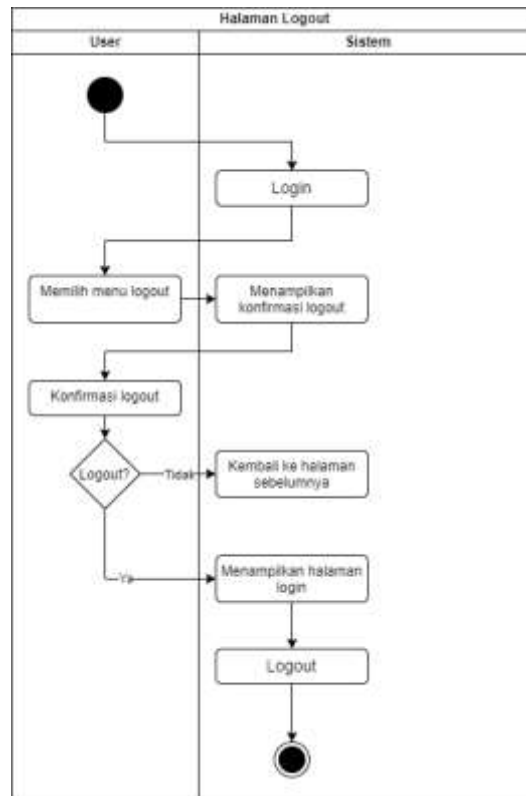 Halaman Logout
User
Sistem
Login
Memilih menu logout
Menampilkan
konfirmasi logout
Konfirmasi logout
Logout?
Tidak
Kembali ke halaman
sebelumnya
Ya
Menampilkan halaman
login
Logout